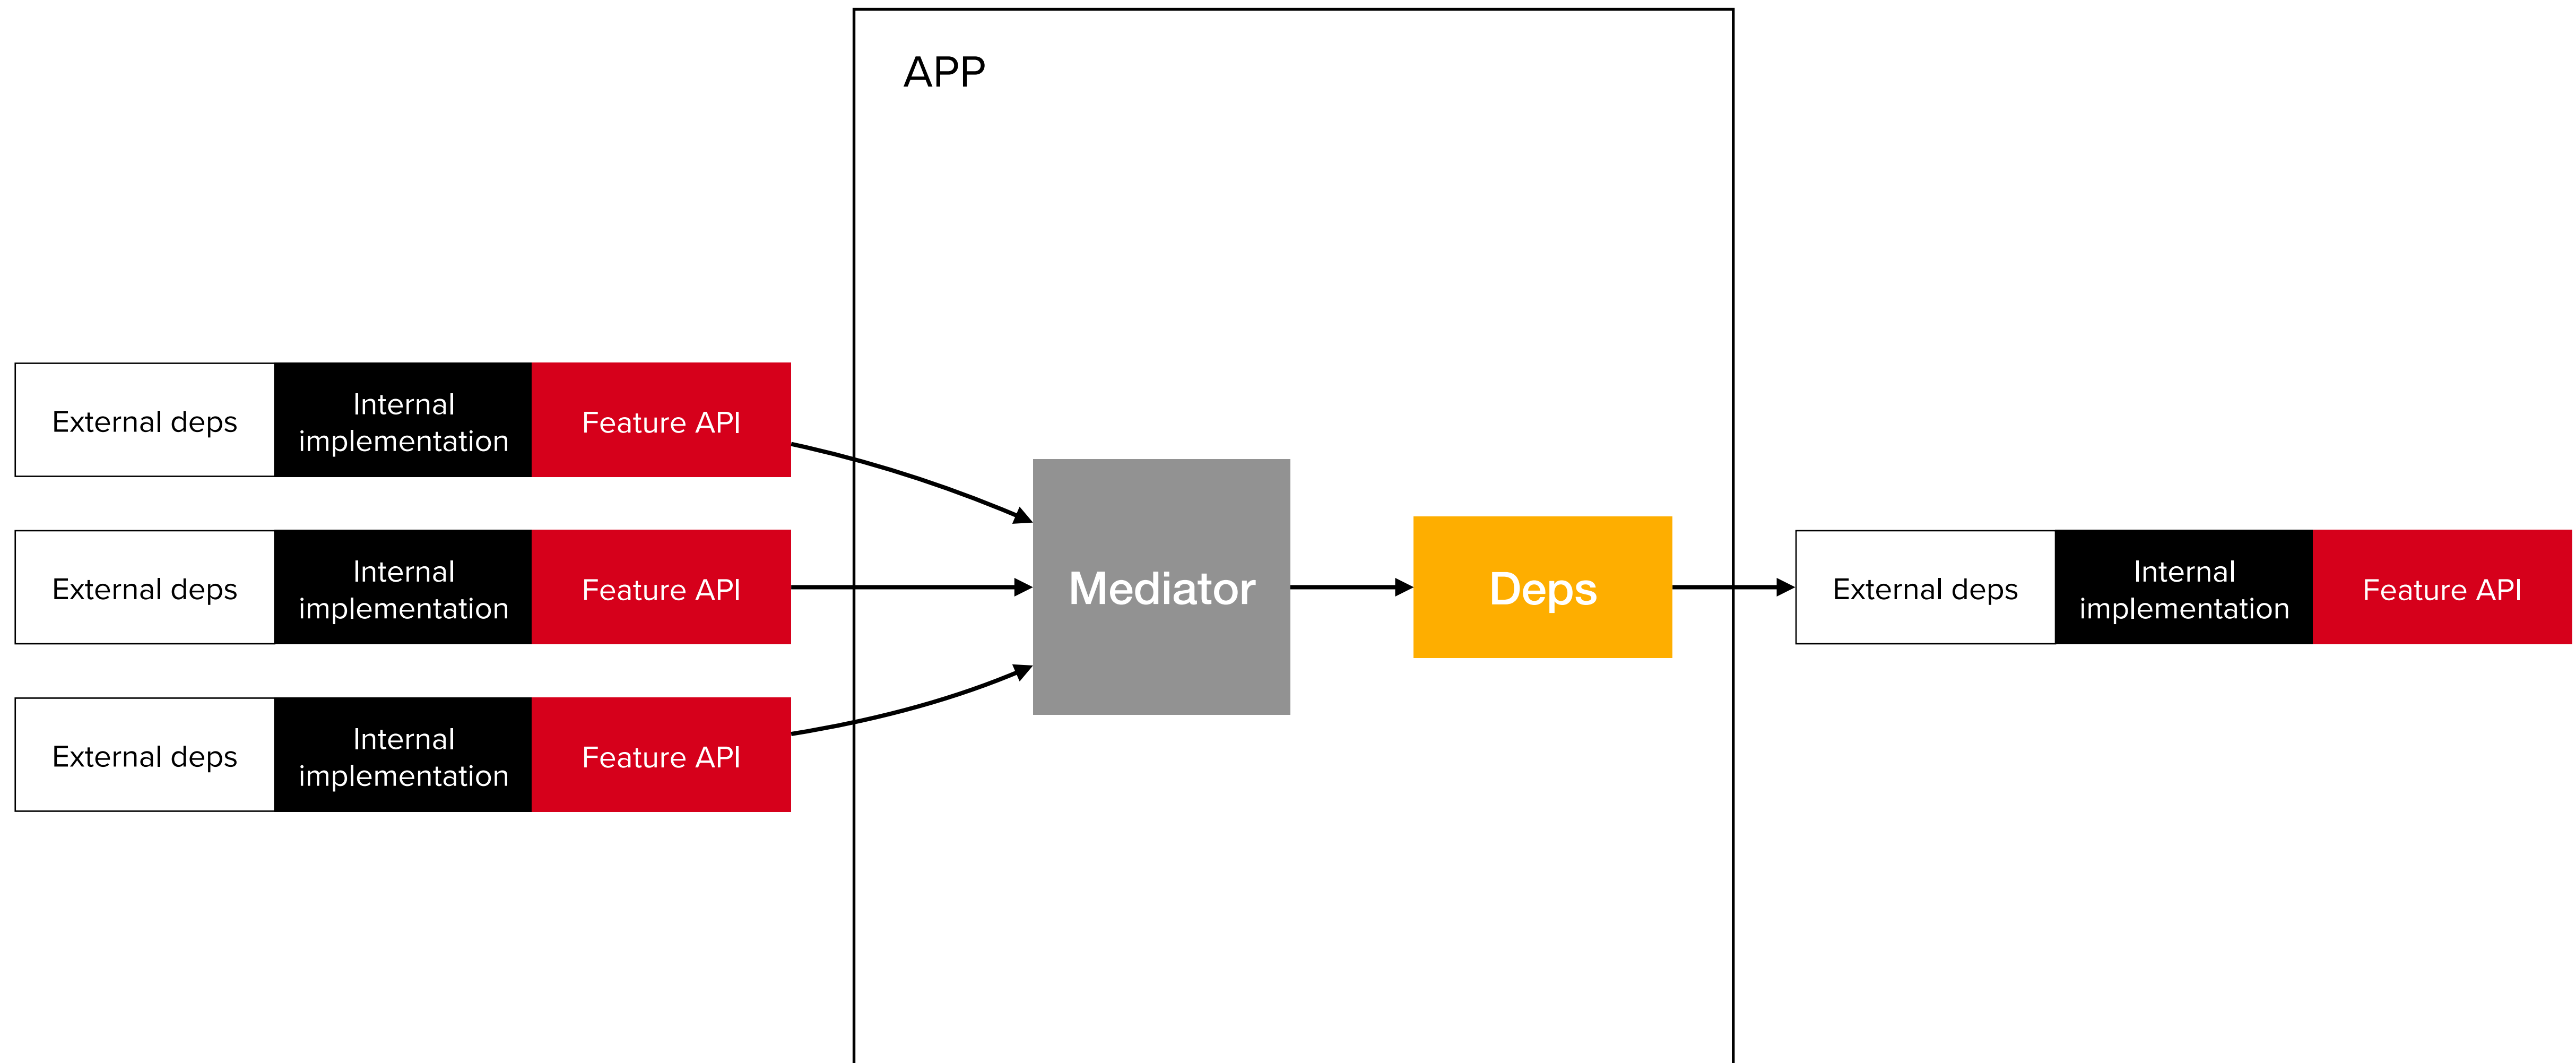 APP
External deps
Internal
implementation
Feature API
External deps
Internal
implementation
Feature API
External deps
Internal
implementation
Feature API
Mediator
Deps
External deps
Internal
implementation
Feature API